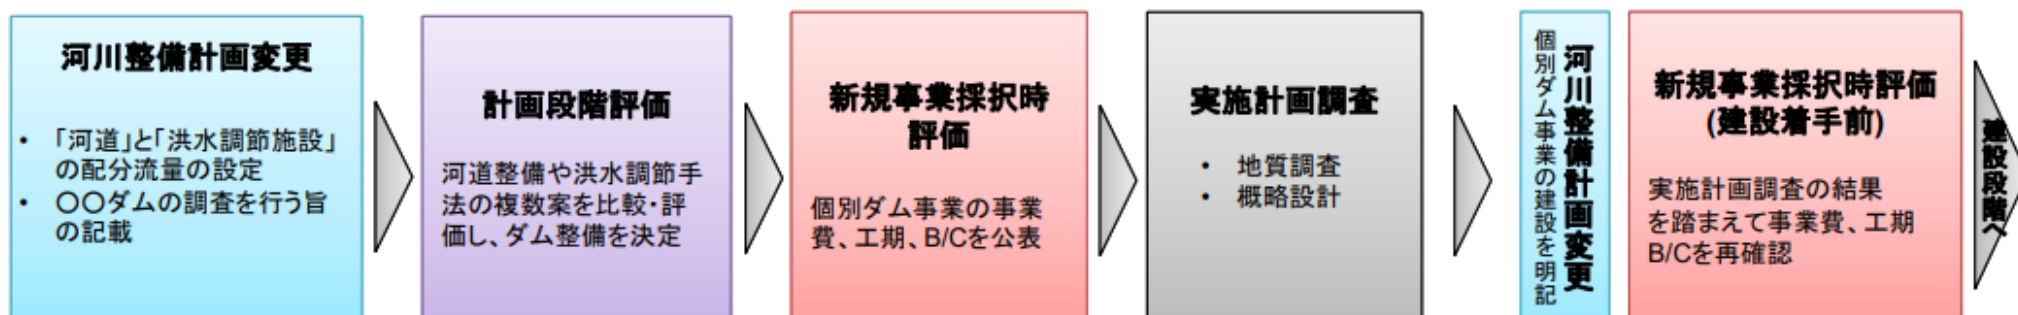 河川整備計画変更
• 「河道」と「洪水調節施設」
の配分流量の設定
• 〇〇ダムの調査を行う旨
の記載
計画段階評価
河道整備や洪水調節手
法の複数案を比較・評
価し、ダム整備を決定
新規事業採択時
評価
個別ダム事業の事業
費、工期、B/Cを公表
実施計画調査
• 地質調査
• 概略設計
河川整備計画変更
個別ダム事業の建設を明記
新規事業採択時評価
(建設着手前)
実施計画調査の結果
を踏まえて事業費、工期
B/Cを再確認
建設段階へ